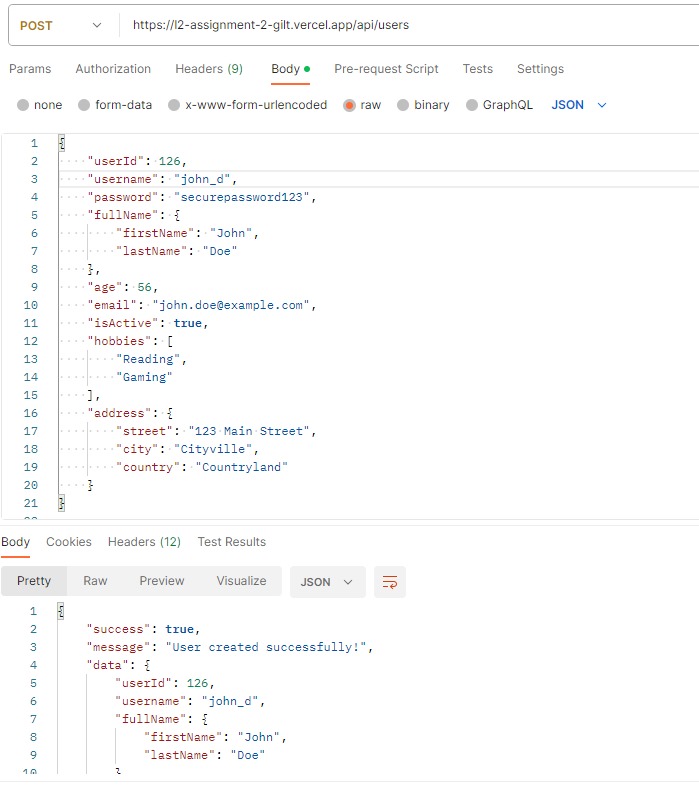 POST https://l2-assignment-2-gilt.vercel.app/api/users
Params Authorization Headers (9) Body Pre-request Script Tests Settings
none form-data x-www-form-urlencoded raw binary GraphQL JSON
1 {
2 "userId": 126,
3 "username": "john_d",
4 "password": "securepassword123",
5 "fullName": {
6 "firstName": "John",
7 "lastName": "Doe"
8 },
9 "age": 56,
10 "email": "john.doe@example.com",
11 "isActive": true,
12 "hobbies": [
13 "Reading",
14 "Gaming"
15 ],
16 "address": {
17 "street": "123 Main Street",
18 "city": "Cityville",
19 "country": "Countryland"
20 }
21 }
Body Cookies Headers (12) Test Results
Pretty Raw Preview Visualize JSON
1 {
2 "success": true,
3 "message": "User created successfully!",
4 "data": {
5 "userId": 126,
6 "username": "john_d",
7 "fullName": {
8 "firstName": "John",
9 "lastName": "Doe"
10 }